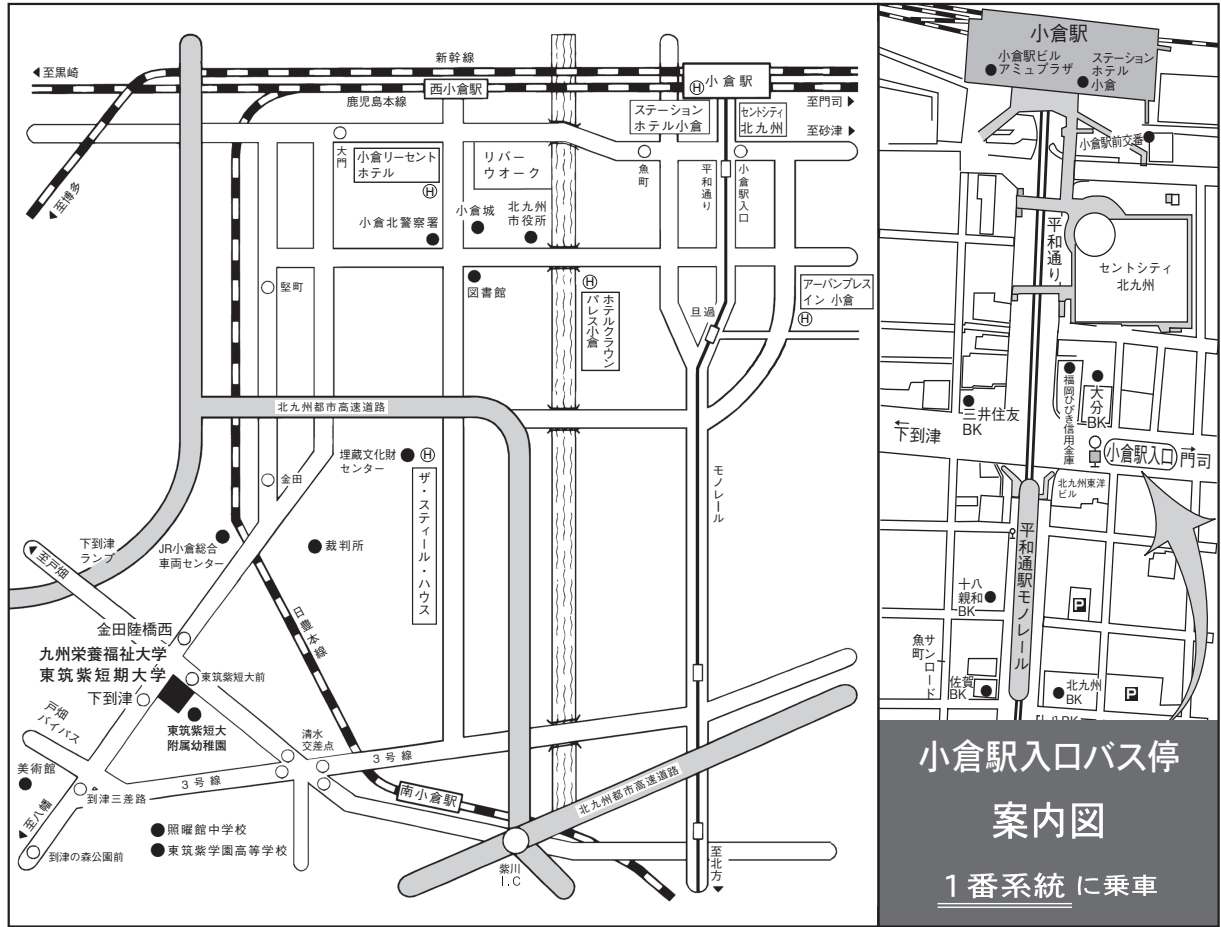 新幹線
◀至黒崎
小倉駅
西小倉駅
鹿児島本線
至門司▶
ステーション
ホテル小倉
セントシティ
北九州
至砂津▶
大門
小倉リーセント
ホテル
リバー
ウオーク
魚町
平和通り
小倉駅入口
至博多
小倉城
北九州
市役所
小倉北警察署
図書館
竪町
ホテルクラウン
パレス小倉
アーバンプレス
イン 小倉
旦過
北九州都市高速道路
埋蔵文化財
センター
金田
ザ・スティール・ハウス
モノレール
下到津
ランプ
至戸畑
JR小倉総合
車両センター
裁判所
日豊本線
金田陸橋西
九州栄養福祉大学
東筑紫短期大学
東筑紫短大前
下到津
東筑紫短大
附属幼稚園
戸畑
バイパス
清水
交差点
3号線
3号線
美術館
到津三差路
南小倉駅
北九州都市高速道路
至八幡
照曜館中学校
東筑紫学園高等学校
到津の森公園前
紫川
I.C
至北方
小倉駅
小倉駅ビル
アミュプラザ
ステーション
ホテル
小倉
小倉駅前交番
平和通り
セントシティ
北九州
三井住友
BK
福岡ひびき信用金庫
大分
BK
下到津
小倉駅入口
門司
北九州東洋
ビル
平和通駅モノレール
十八
親和
BK
P
魚町
サンロード
佐賀
BK
北九州
BK
P
小倉駅入口バス停
案内図
1番系統 に乗車